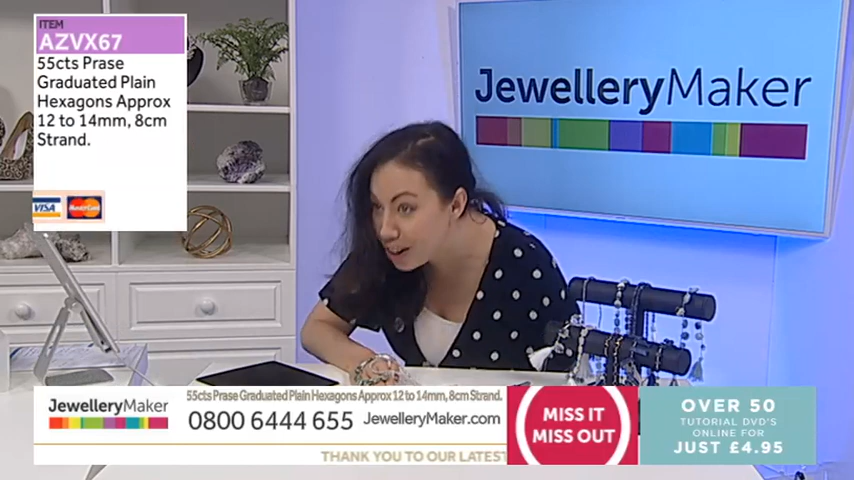 ITEM
AZVX67
55cts Prase
Graduated Plain
Hexagons Approx
12 to 14mm, 8cm
Strand.
VISA
MasterCard
JewelleryMaker
JewelleryMaker
55cts Prase Graduated Plain Hexagons Approx 12 to 14mm, 8cm Strand.
0800 6444 655
JewelleryMaker.com
THANK YOU TO OUR LATEST
MISS IT
MISS OUT
OVER 50
TUTORIAL DVD'S
ONLINE FOR
JUST £4.95